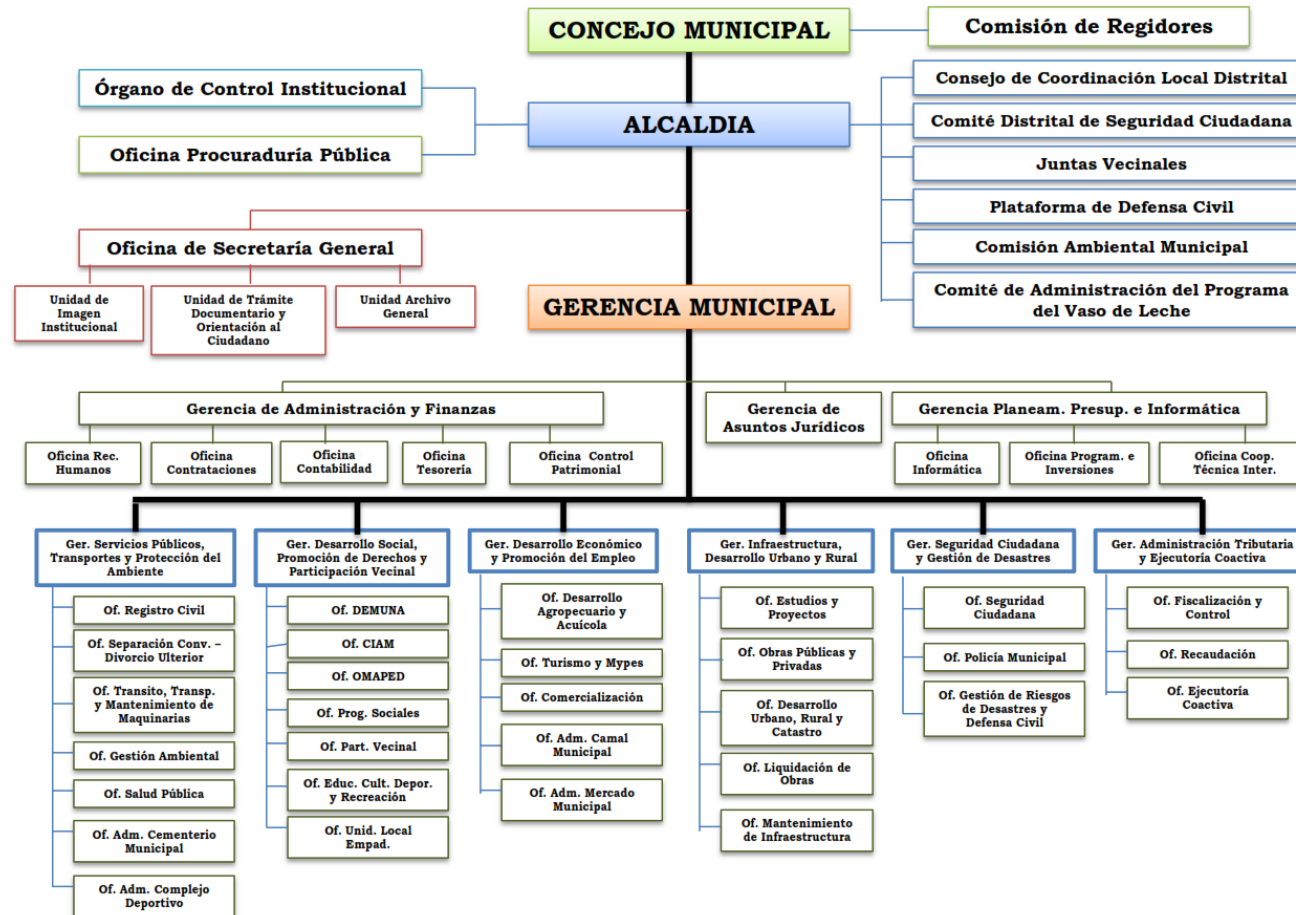 CONCEJO MUNICIPAL
Comisión de Regidores
Órgano de Control Institucional
Oficina Procuraduría Pública
ALCALDIA
Consejo de Coordinación Local Distrital
Comité Distrital de Seguridad Ciudadana
Juntas Vecinales
Plataforma de Defensa Civil
Comisión Ambiental Municipal
Comité de Administración del Programa
del Vaso de Leche
Oficina de Secretaría General
Unidad de
Imagen
Institucional
Unidad de Trámite
Documentario y
Orientación al
Ciudadano
Unidad Archivo
General
GERENCIA MUNICIPAL
Gerencia de Administración y Finanzas
Gerencia de
Asuntos Jurídicos
Gerencia Planeam. Presup. e Informática
Oficina Rec.
Humanos
Oficina
Contrataciones
Oficina
Contabilidad
Oficina
Tesorería
Oficina Control
Patrimonial
Oficina
Informática
Oficina Program. e
Inversiones
Oficina Coop.
Técnica Inter.
Ger. Servicios Públicos,
Transportes y Protección del
Ambiente
Of. Registro Civil
Of. Separación Conv. –
Divorcio Ulterior
Of. Transito, Transp.
y Mantenimiento de
Maquinarias
Of. Gestión Ambiental
Of. Salud Pública
Of. Adm. Cementerio
Municipal
Of. Adm. Complejo
Deportivo
Ger. Desarrollo Social,
Promoción de Derechos y
Participación Vecinal
Of. DEMUNA
Of. CIAM
Of. OMAPED
Of. Prog. Sociales
Of. Part. Vecinal
Of. Educ. Cult. Depor.
y Recreación
Of. Unid. Local
Empad.
Ger. Desarrollo Económico
y Promoción del Empleo
Of. Desarrollo
Agropecuario y
Acuícola
Of. Turismo y Mypes
Of. Comercialización
Of. Adm. Camal
Municipal
Of. Adm. Mercado
Municipal
Ger. Infraestructura,
Desarrollo Urbano y Rural
Of. Estudios y
Proyectos
Of. Obras Públicas y
Privadas
Of. Desarrollo
Urbano, Rural y
Catastro
Of. Liquidación de
Obras
Of. Mantenimiento
de Infraestructura
Ger. Seguridad Ciudadana
y Gestión de Desastres
Of. Seguridad
Ciudadana
Of. Policía Municipal
Of. Gestión de Riesgos
de Desastres y
Defensa Civil
Ger. Administración Tributaria
y Ejecutoría Coactiva
Of. Fiscalización y
Control
Of. Recaudación
Of. Ejecutoría
Coactiva